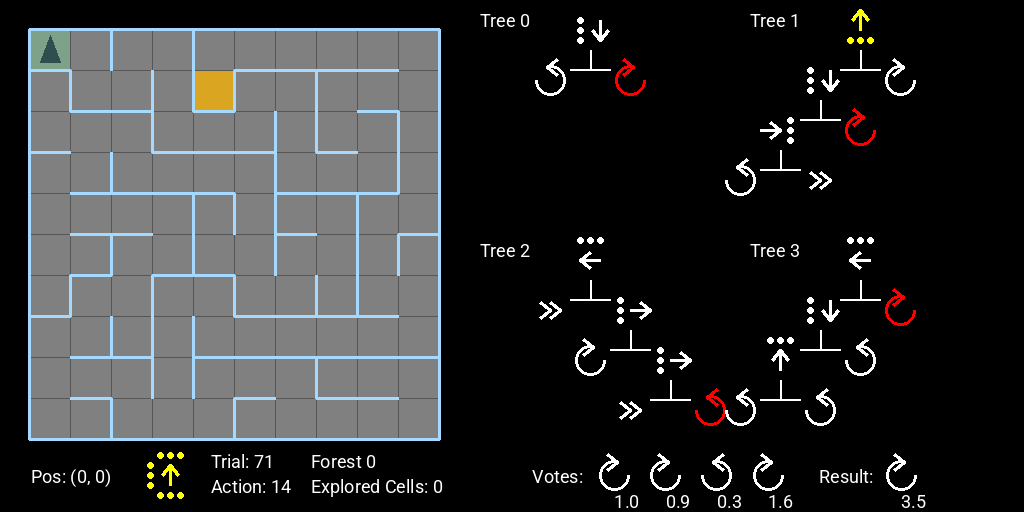 Tree 0
Tree 1
Tree 2
Tree 3
Pos: (0, 0)
Trial: 71
Forest 0
Action: 14
Explored Cells: 0
Votes:
1.0
0.9
0.3
1.6
Result:
3.5